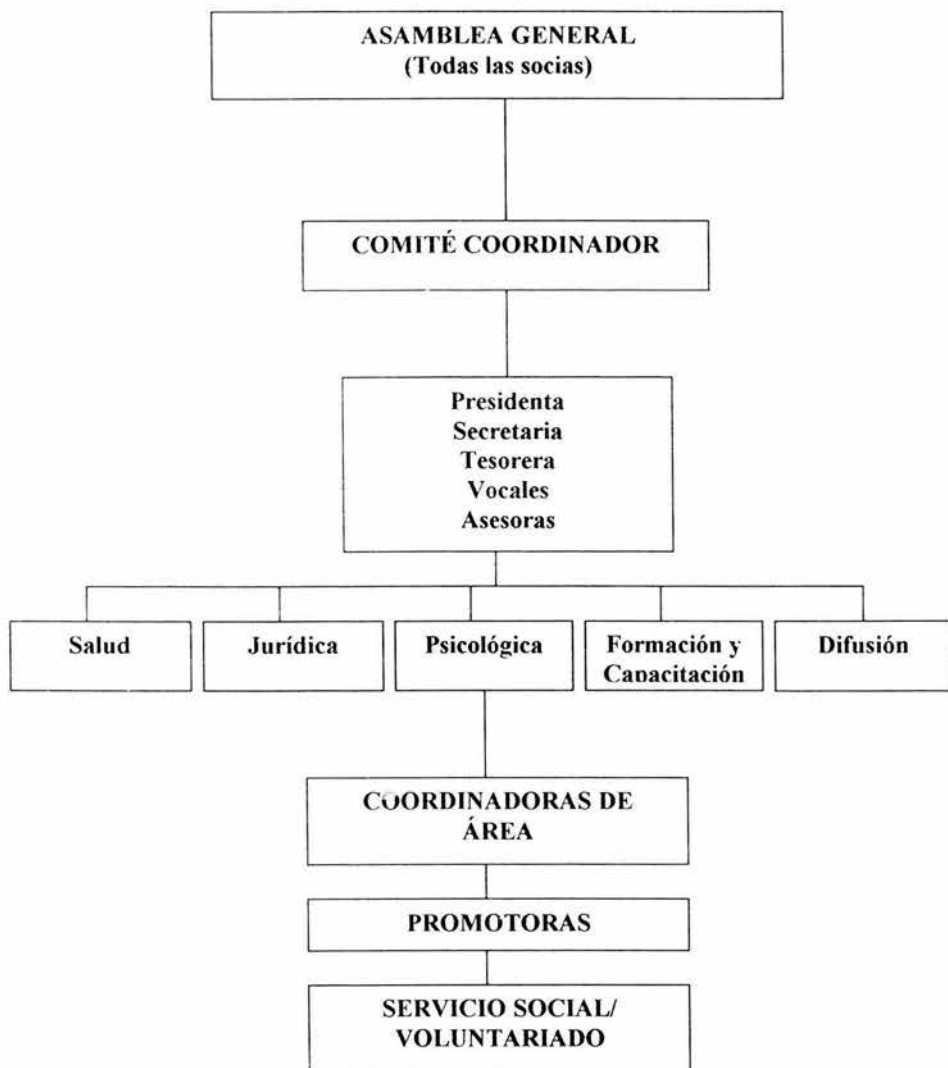 ASAMBLEA GENERAL
(Todas las socias)
COMITÉ COORDINADOR
Presidenta
Secretaria
Tesorera
Vocales
Asesoras
Salud
Jurídica
Psicológica
Formación y
Capacitación
Difusión
COORDINADORAS DE
ÁREA
PROMOTORAS
SERVICIO SOCIAL/
VOLUNTARIADO